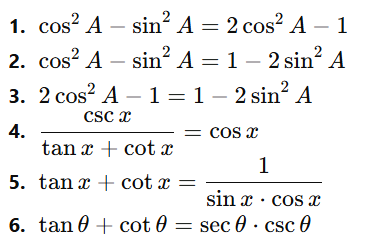 1. cos² A − sin² A = 2 cos² A − 1
2. cos² A − sin² A = 1 − 2 sin² A
3. 2 cos² A − 1 = 1 − 2 sin² A
4. csc x / (tan x + cot x) = cos x
5. tan x + cot x = 1 / (sin x · cos x)
6. tan θ + cot θ = sec θ · csc θ